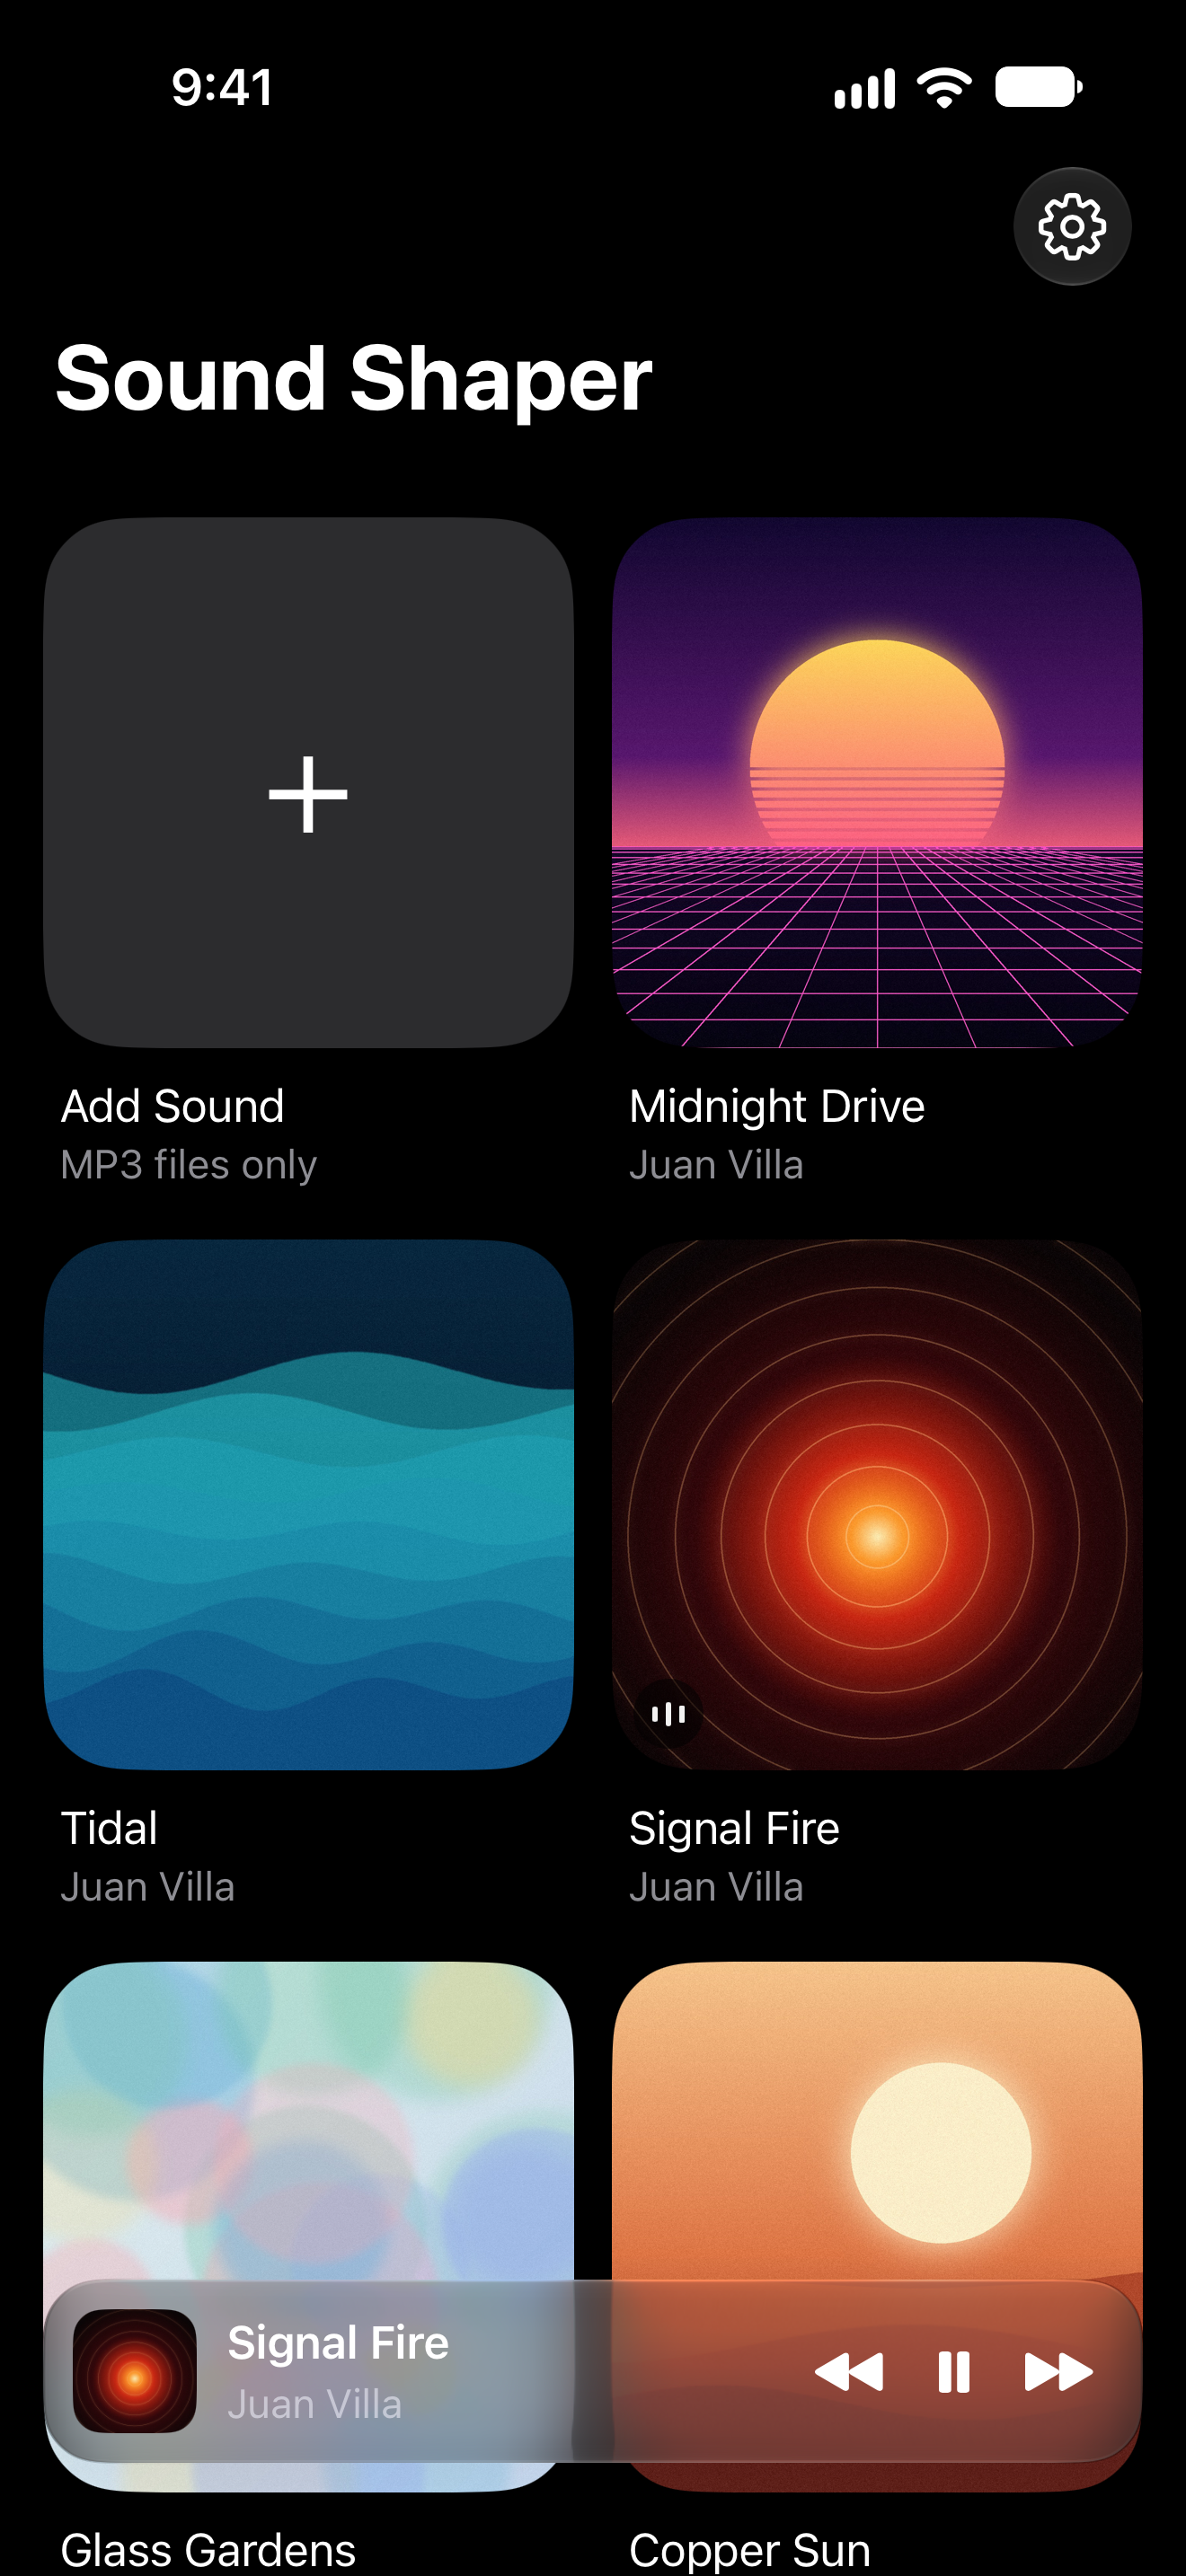 9:41
Sound Shaper
Add Sound
MP3 files only
Midnight Drive
Juan Villa
Tidal
Juan Villa
Signal Fire
Juan Villa
Signal Fire
Juan Villa
Glass Gardens
Copper Sun